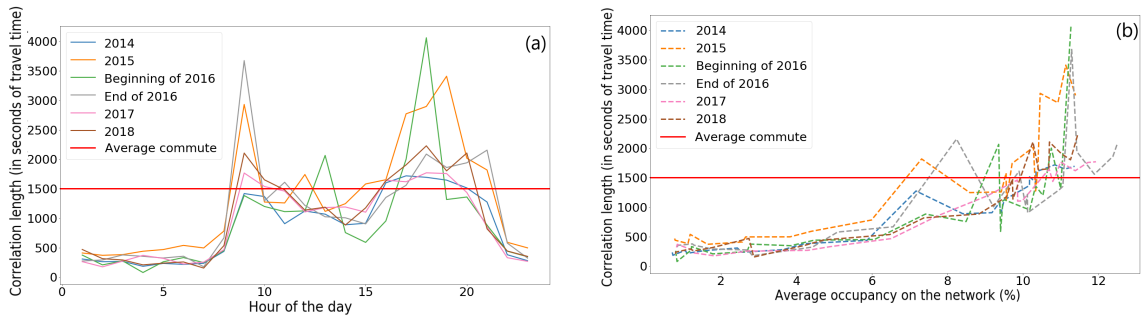 (a)
Correlation length (in seconds of travel time)
4000
3500
3000
2500
2000
1500
1000
500
0
2014
2015
Beginning of 2016
End of 2016
2017
2018
Average commute
0 5 10 15 20
Hour of the day
(b)
Correlation length (in seconds of travel time)
4000
3500
3000
2500
2000
1500
1000
500
0
2014
2015
Beginning of 2016
End of 2016
2017
2018
Average commute
2 4 6 8 10 12
Average occupancy on the network (%)